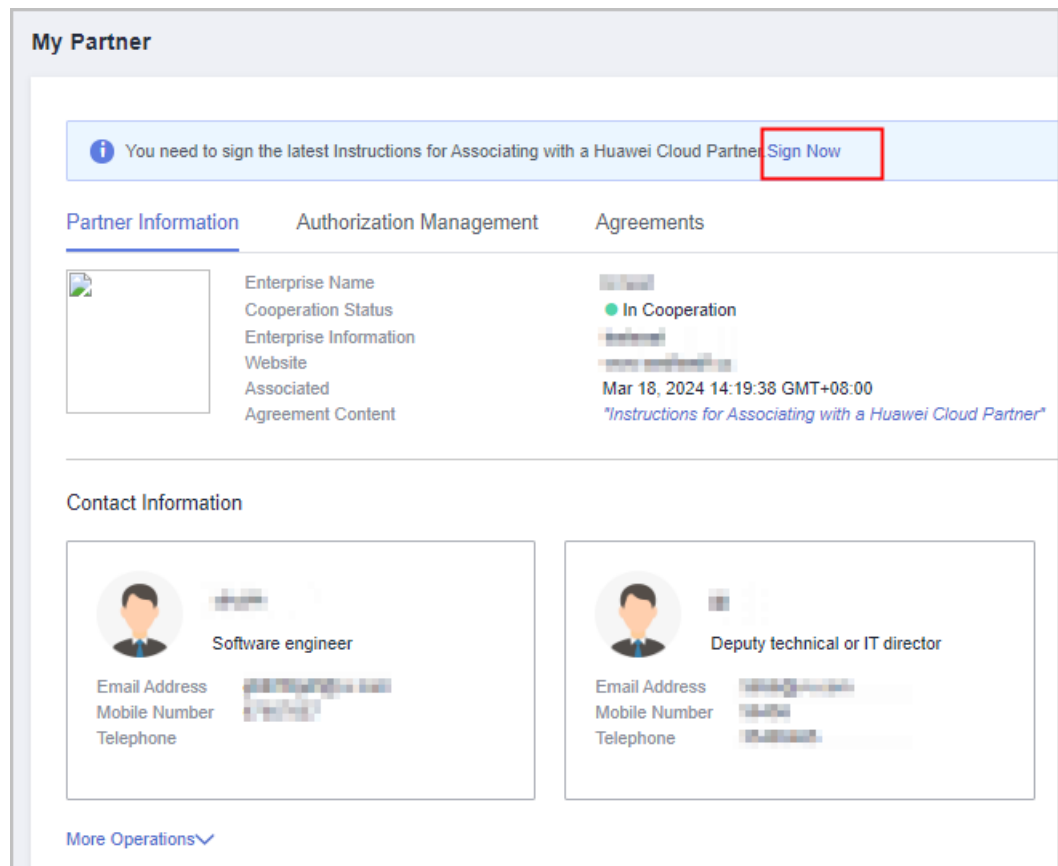 My Partner
You need to sign the latest Instructions for Associating with a Huawei Cloud Partner. Sign Now
Partner Information Authorization Management Agreements
Enterprise Name
Cooperation Status In Cooperation
Enterprise Information
Website
Associated Mar 18, 2024 14:19:38 GMT+08:00
Agreement Content "Instructions for Associating with a Huawei Cloud Partner"
Contact Information
Software engineer Deputy technical or IT director
Email Address Email Address
Mobile Number Mobile Number
Telephone Telephone
More Operations